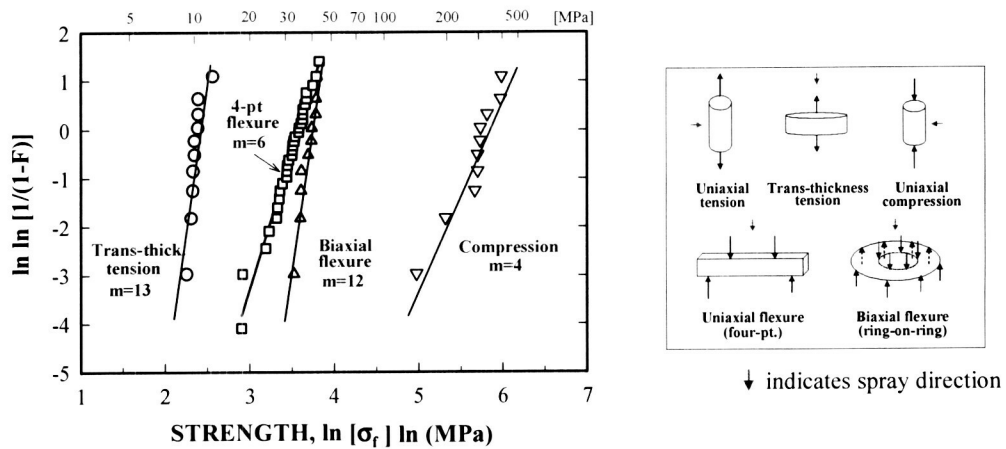 5 10 20 30 50 70 100 200 500 [MPa]
2
1
0
-1
-2
-3
-4
-5
ln ln [1/(1-F)]
4-pt
flexure
m=6
Trans-thick.
tension
m=13
Biaxial
flexure
m=12
Compression
m=4
1 2 3 4 5 6 7
STRENGTH, ln [σf ] ln (MPa)
Uniaxial
tension
Trans-thickness
tension
Uniaxial
compression
Uniaxial flexure
(four-pt.)
Biaxial flexure
(ring-on-ring)
indicates spray direction